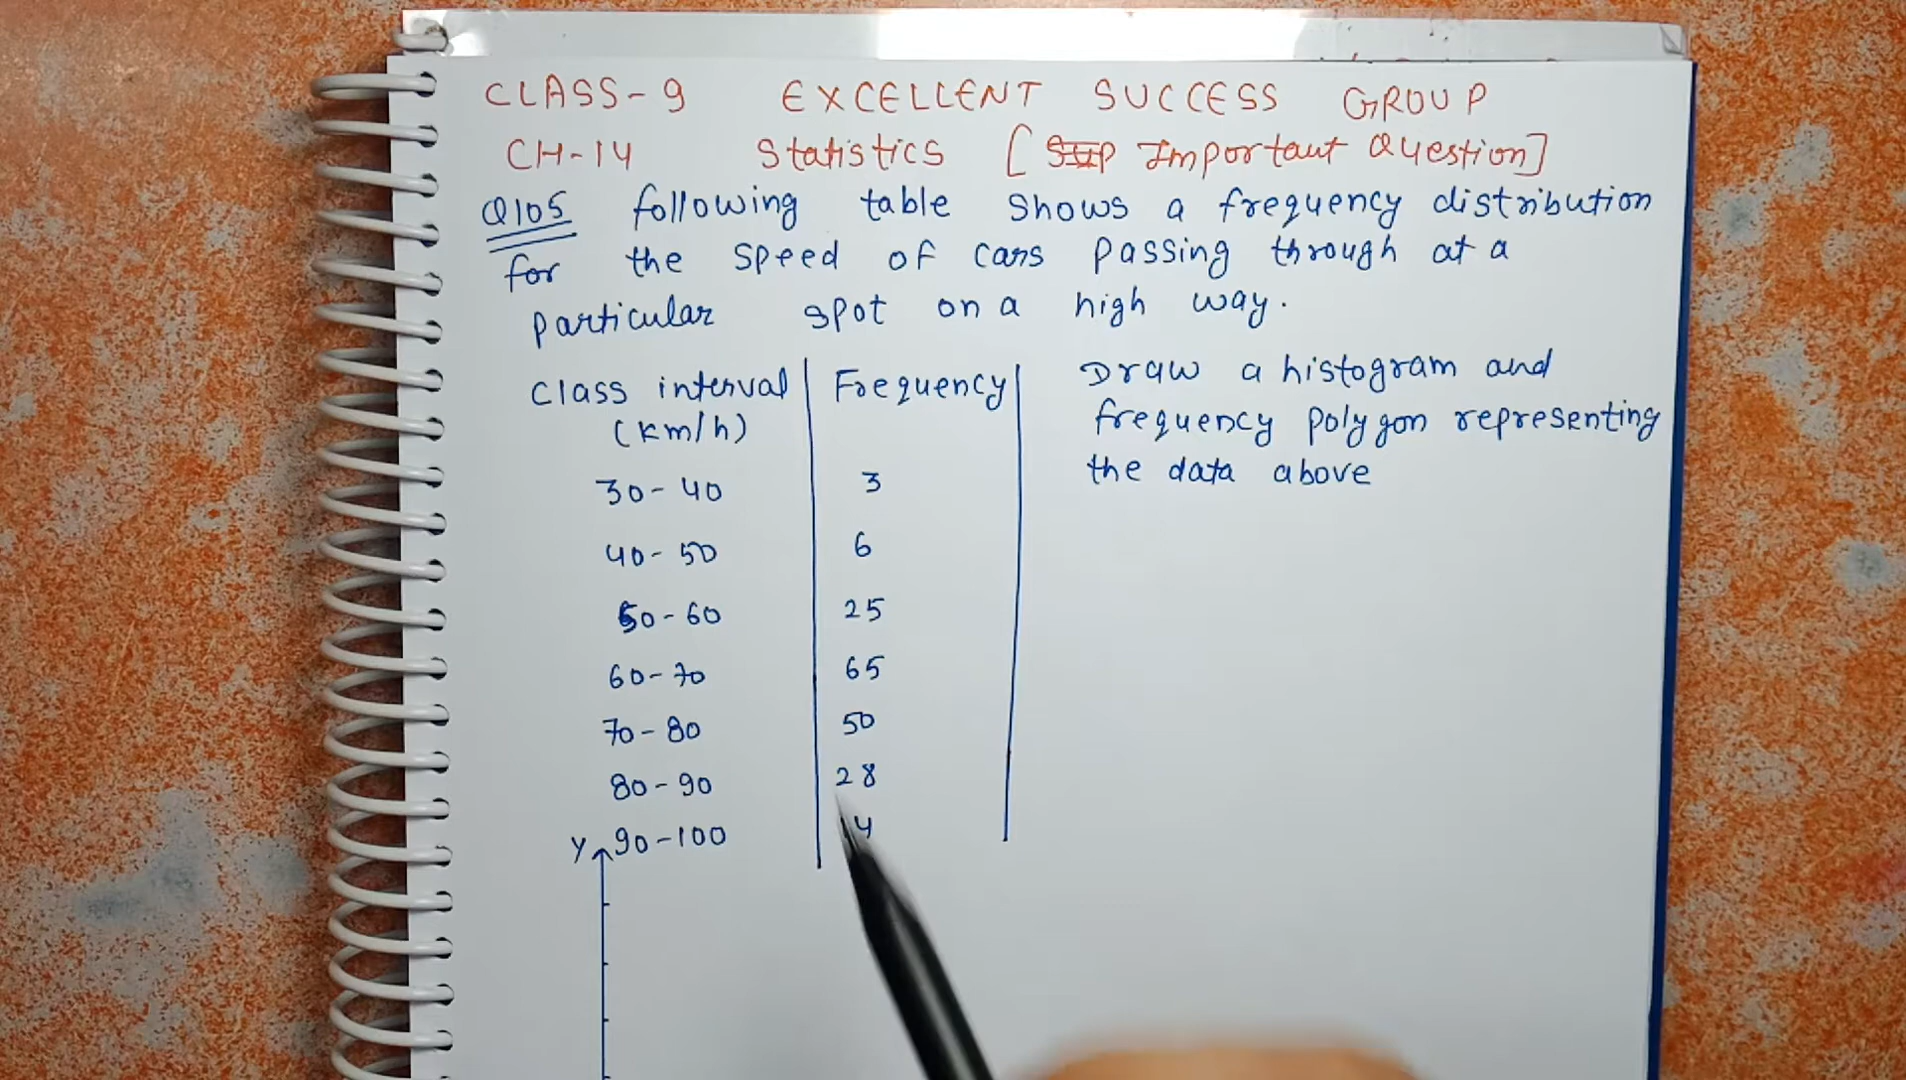 CLASS-9 EXCELLENT SUCCESS GROUP
CH-14 Statistics [ Important Question]
Q105 following table shows a frequency distribution
for the speed of cars passing through at a
particular spot on a high way.
Class interval Frequency
(km/h)
Draw a histogram and
frequency polygon representing
the data above
30-40 3
40-50 6
50-60 25
60-70 65
70-80 50
80-90 28
90-100
Y